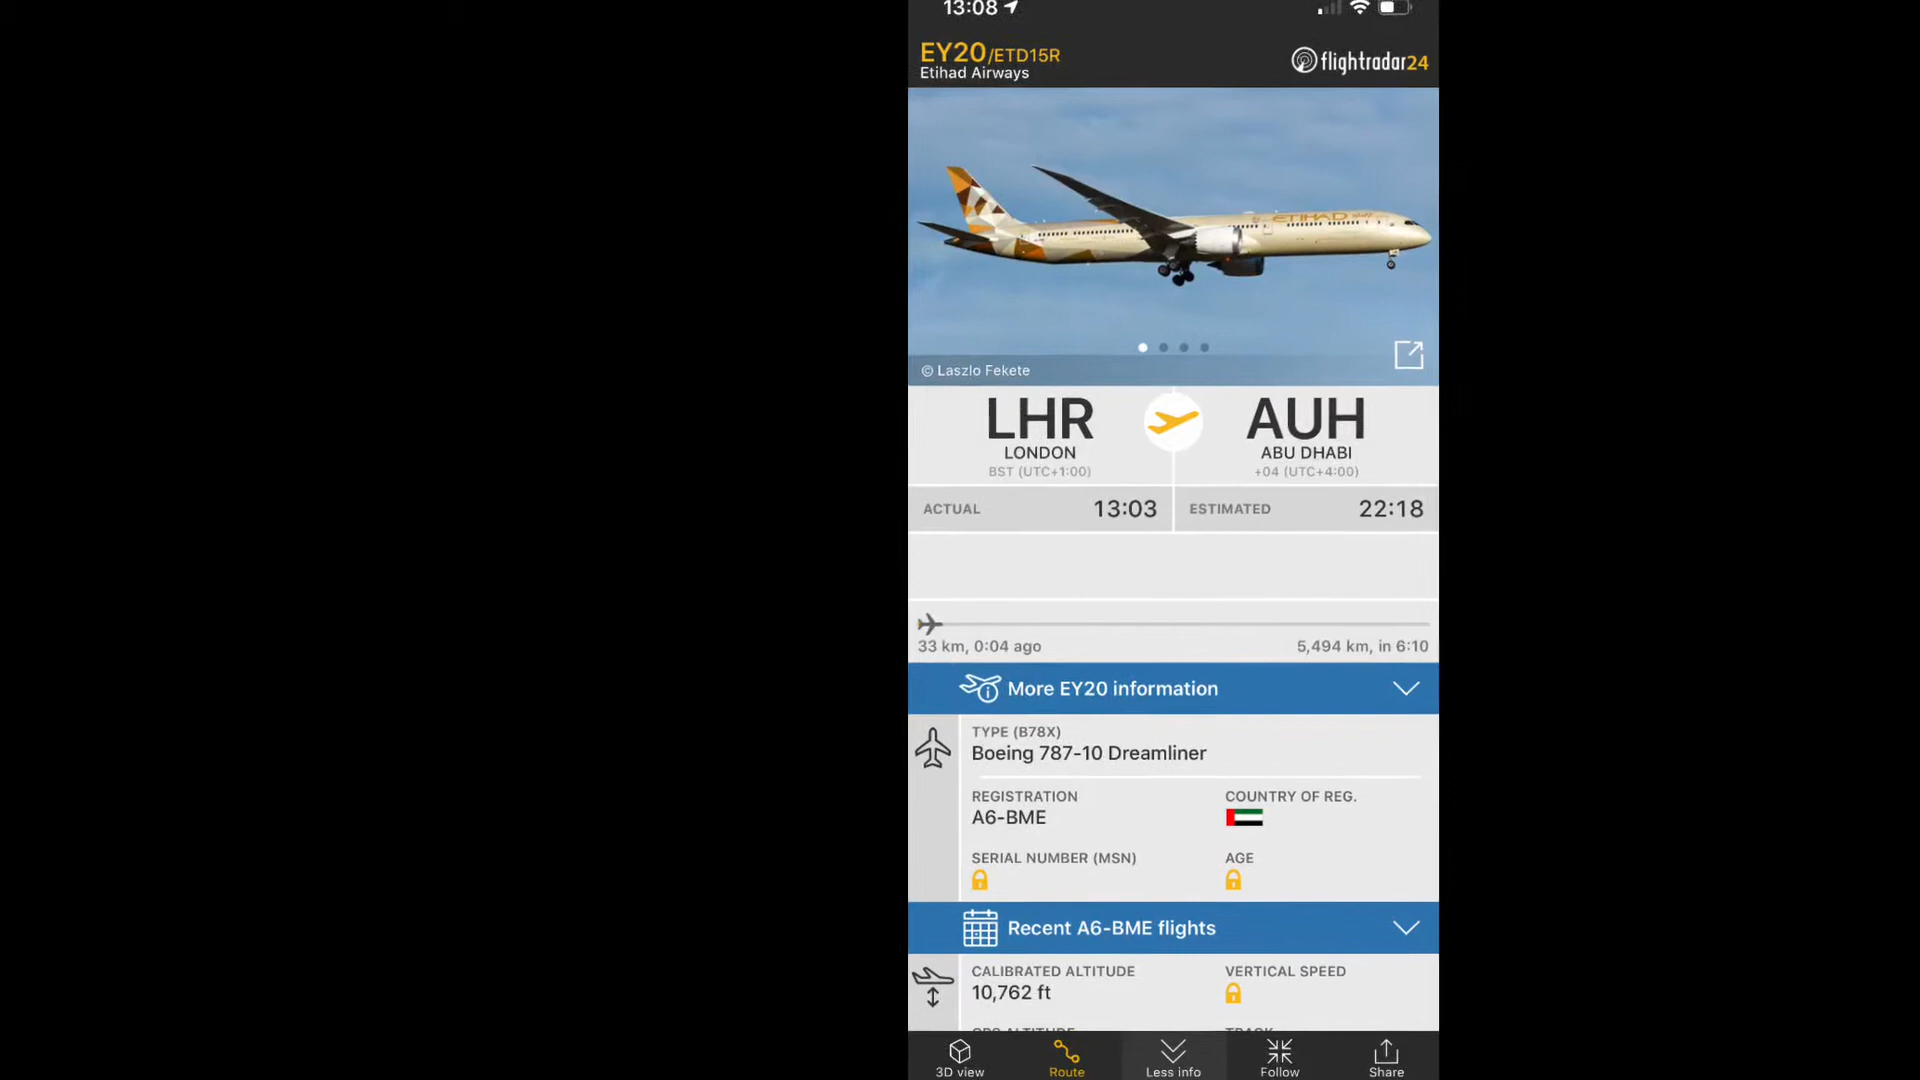 13:08
EY20/ETD15R
Etihad Airways
flightradar24
ETIHAD
© Laszlo Fekete
LHR
LONDON
BST (UTC+1:00)
AUH
ABU DHABI
+04 (UTC+4:00)
ACTUAL 13:03
ESTIMATED 22:18
33 km, 0:04 ago
5,494 km, in 6:10
More EY20 information
TYPE (B78X)
Boeing 787-10 Dreamliner
REGISTRATION
A6-BME
COUNTRY OF REG.
SERIAL NUMBER (MSN)
AGE
Recent A6-BME flights
CALIBRATED ALTITUDE
10,762 ft
VERTICAL SPEED
GPS ALTITUDE
TRACK
3D view
Route
Less info
Follow
Share